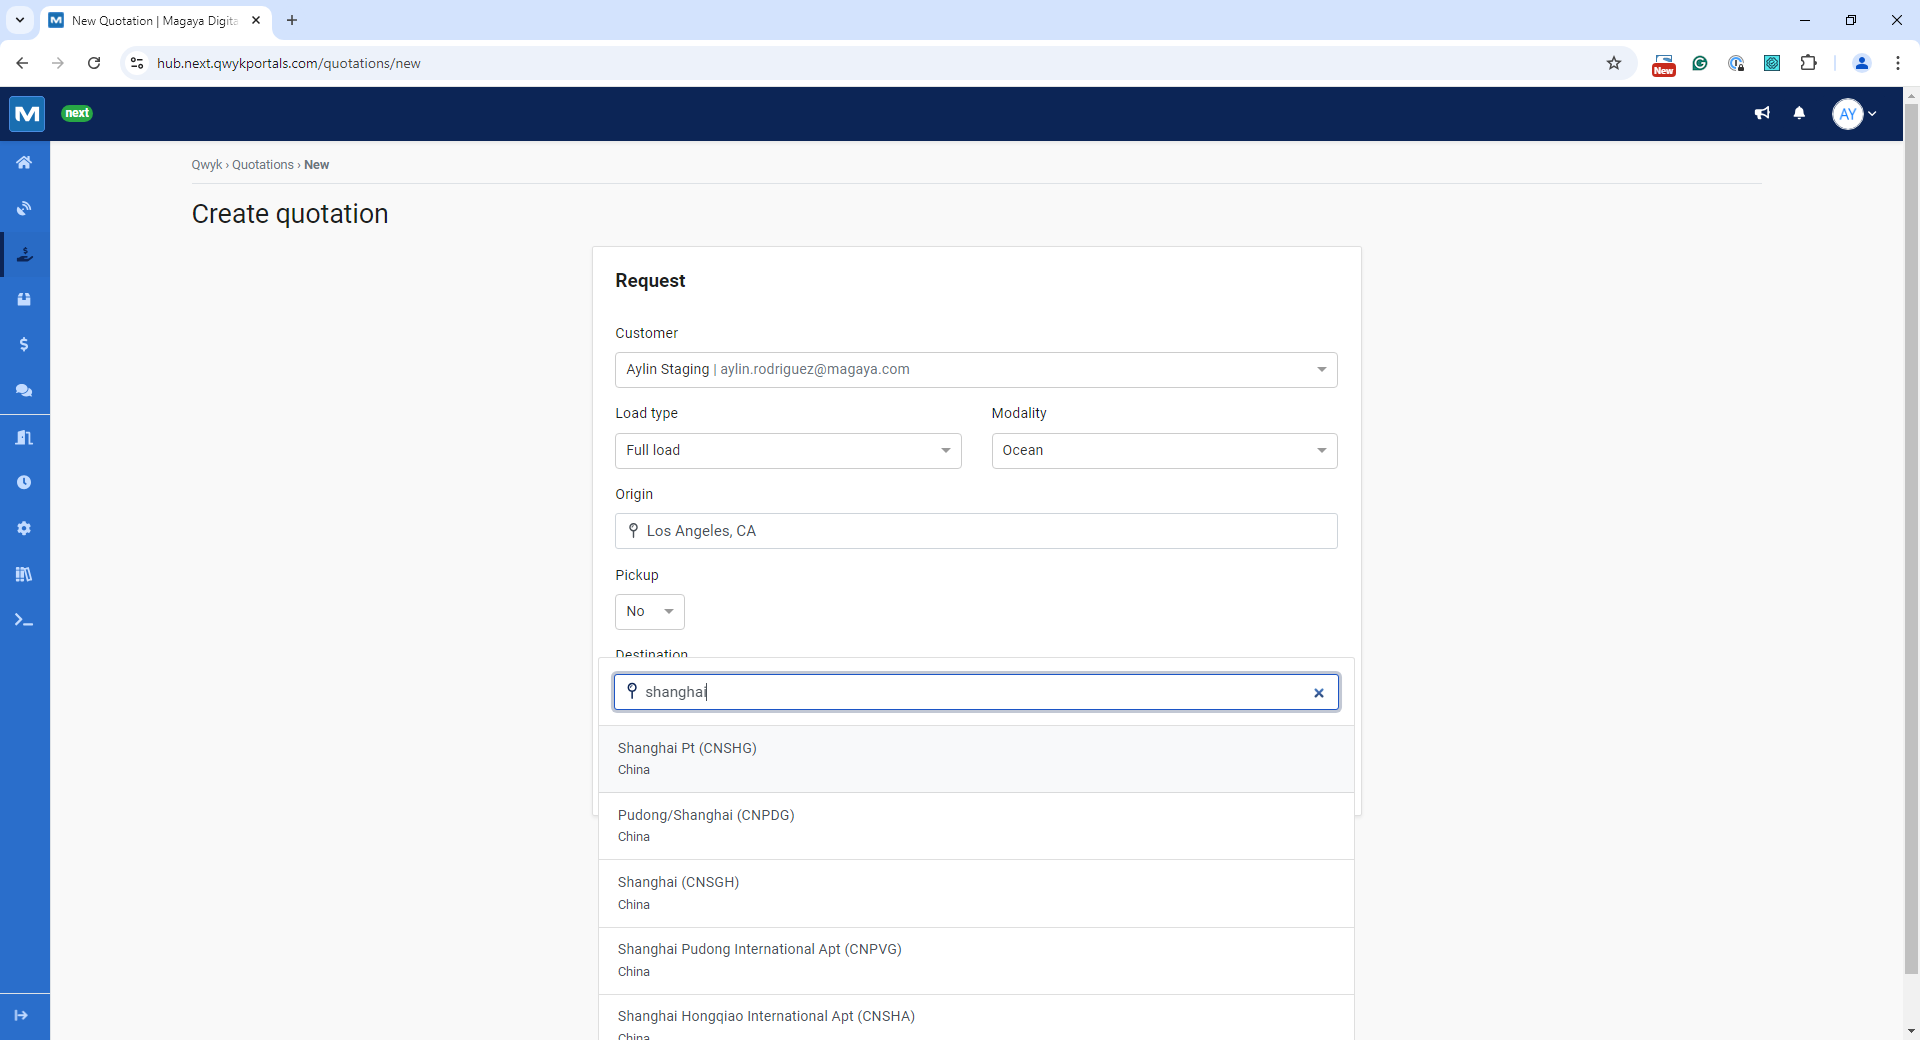 New Quotation | Magaya Digita
hub.next.qwykportals.com/quotations/new
New
next
AY
Qwyk › Quotations › New
Create quotation
Request
Customer
Aylin Staging | aylin.rodriguez@magaya.com
Load type
Modality
Full load
Ocean
Origin
Los Angeles, CA
Pickup
No
Destination
shanghai
Shanghai Pt (CNSHG)
China
Pudong/Shanghai (CNPDG)
China
Shanghai (CNSGH)
China
Shanghai Pudong International Apt (CNPVG)
China
Shanghai Hongqiao International Apt (CNSHA)
China